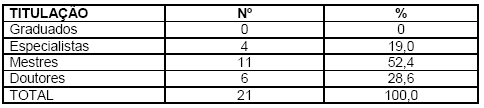 TITULAÇÃO Nº %
Graduados 0 0
Especialistas 4 19,0
Mestres 11 52,4
Doutores 6 28,6
TOTAL 21 100,0